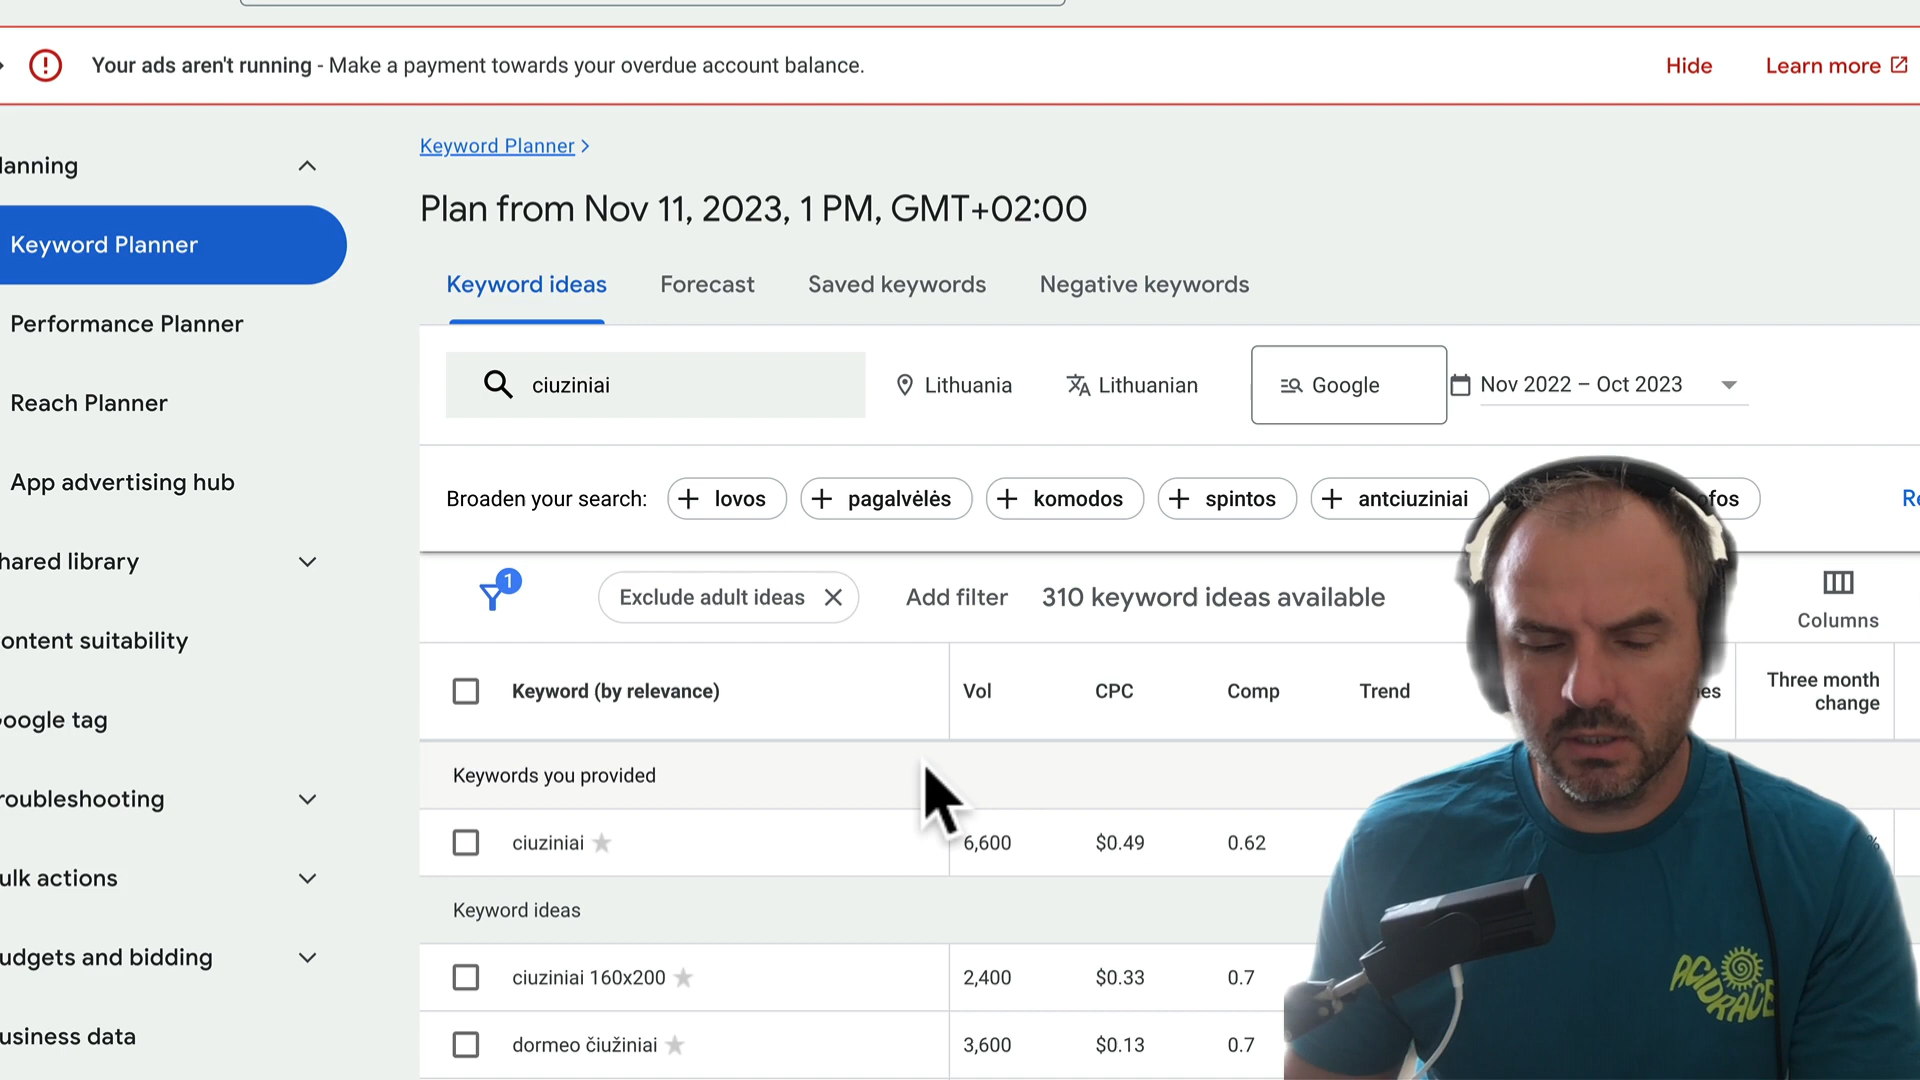 Your ads aren't running - Make a payment towards your overdue account balance.
Hide
Learn more
lanning
Keyword Planner
Performance Planner
Reach Planner
App advertising hub
hared library
ontent suitability
oogle tag
roubleshooting
ulk actions
udgets and bidding
usiness data
Keyword Planner
Plan from Nov 11, 2023, 1 PM, GMT+02:00
Keyword ideas
Forecast
Saved keywords
Negative keywords
ciuziniai
Lithuania
Lithuanian
Google
Nov 2022 – Oct 2023
Broaden your search:
lovos
pagalvėlės
komodos
spintos
antciuziniai
ofos
Re
1
Exclude adult ideas
Add filter
310 keyword ideas available
Columns
Keyword (by relevance)
Vol
CPC
Comp
Trend
es
Three month
change
Keywords you provided
ciuziniai
6,600
$0.49
0.62
%
Keyword ideas
ciuziniai 160x200
2,400
$0.33
0.7
dormeo čiužiniai
3,600
$0.13
0.7
ACIDRACE